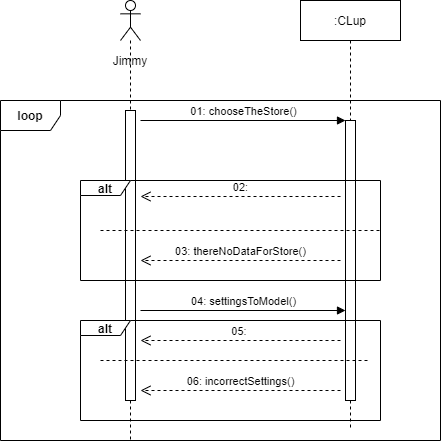 Jimmy
:CLup
loop
01: chooseTheStore()
alt
02:
03: thereNoDataForStore()
04: settingsToModel()
alt
05:
06: incorrectSettings()